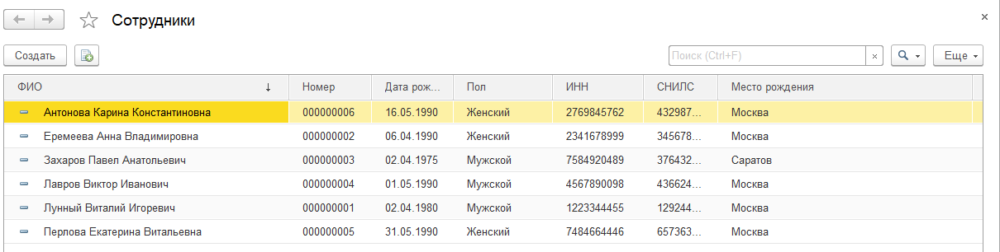 Сотрудники
Создать Поиск (Ctrl+F) Еще
ФИО Номер Дата рож... Пол ИНН СНИЛС Место рождения
Антонова Карина Константиновна 000000006 16.05.1990 Женский 2769845762 432987... Москва
Еремеева Анна Владимировна 000000002 06.04.1990 Женский 2341678999 345678... Москва
Захаров Павел Анатольевич 000000003 02.04.1975 Мужской 7584920489 376432... Саратов
Лавров Виктор Иванович 000000004 01.05.1990 Мужской 4567890098 436624... Москва
Лунный Виталий Игоревич 000000001 02.04.1980 Мужской 1223344455 129244... Москва
Перлова Екатерина Витальевна 000000005 31.05.1990 Женский 7484664446 657363... Москва